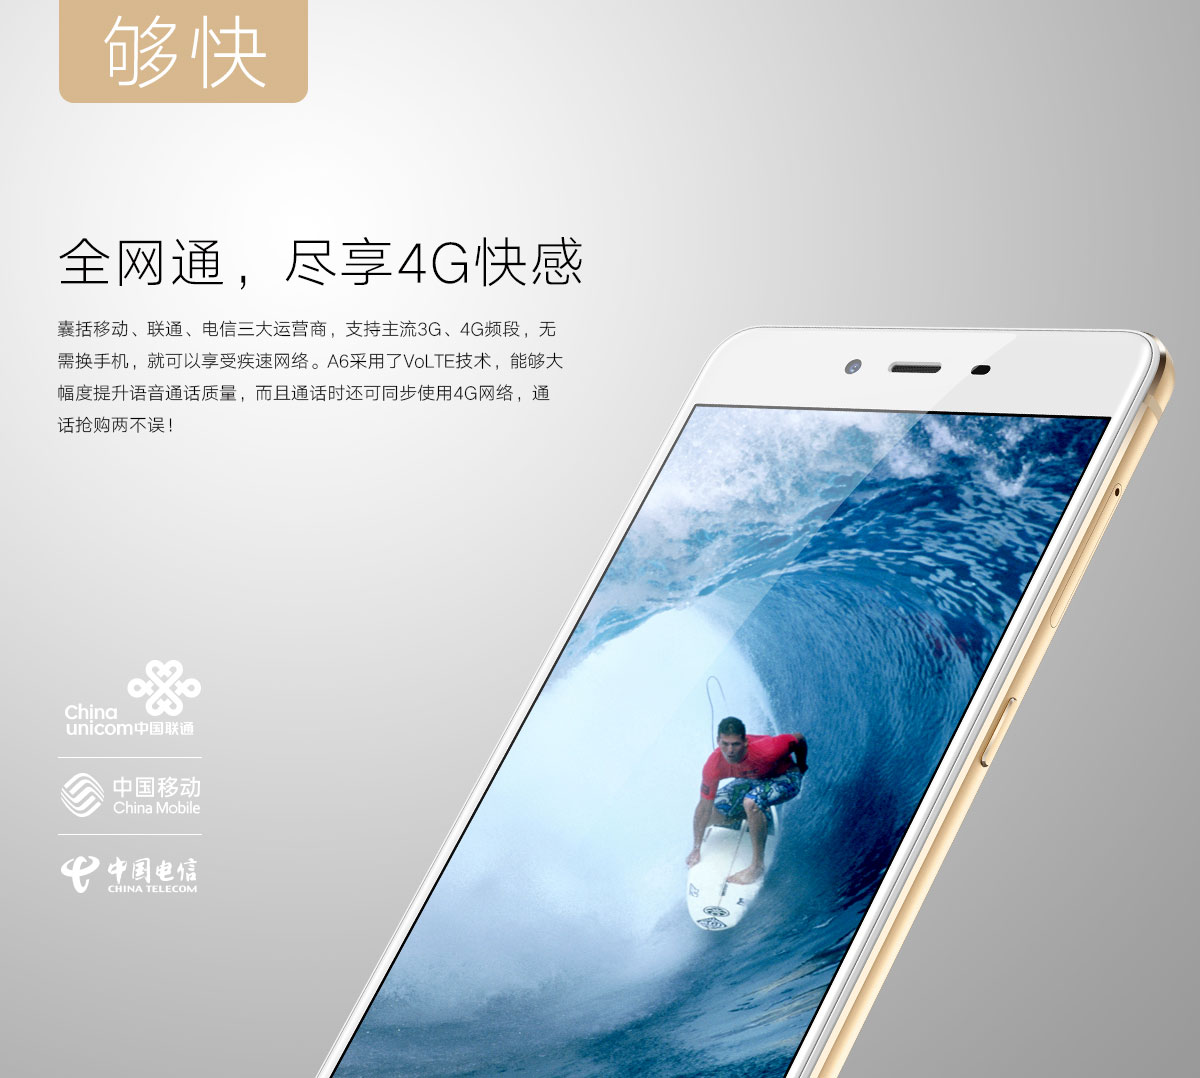 够快
全网通，尽享4G快感
囊括移动、联通、电信三大运营商，支持主流3G、4G频段，无
需换手机，就可以享受疾速网络。A6采用了VoLTE技术，能够大
幅度提升语音通话质量，而且通话时还可同步使用4G网络，通
话抢购两不误！
China
unicom中国联通
中国移动
China Mobile
中国电信
CHINA TELECOM